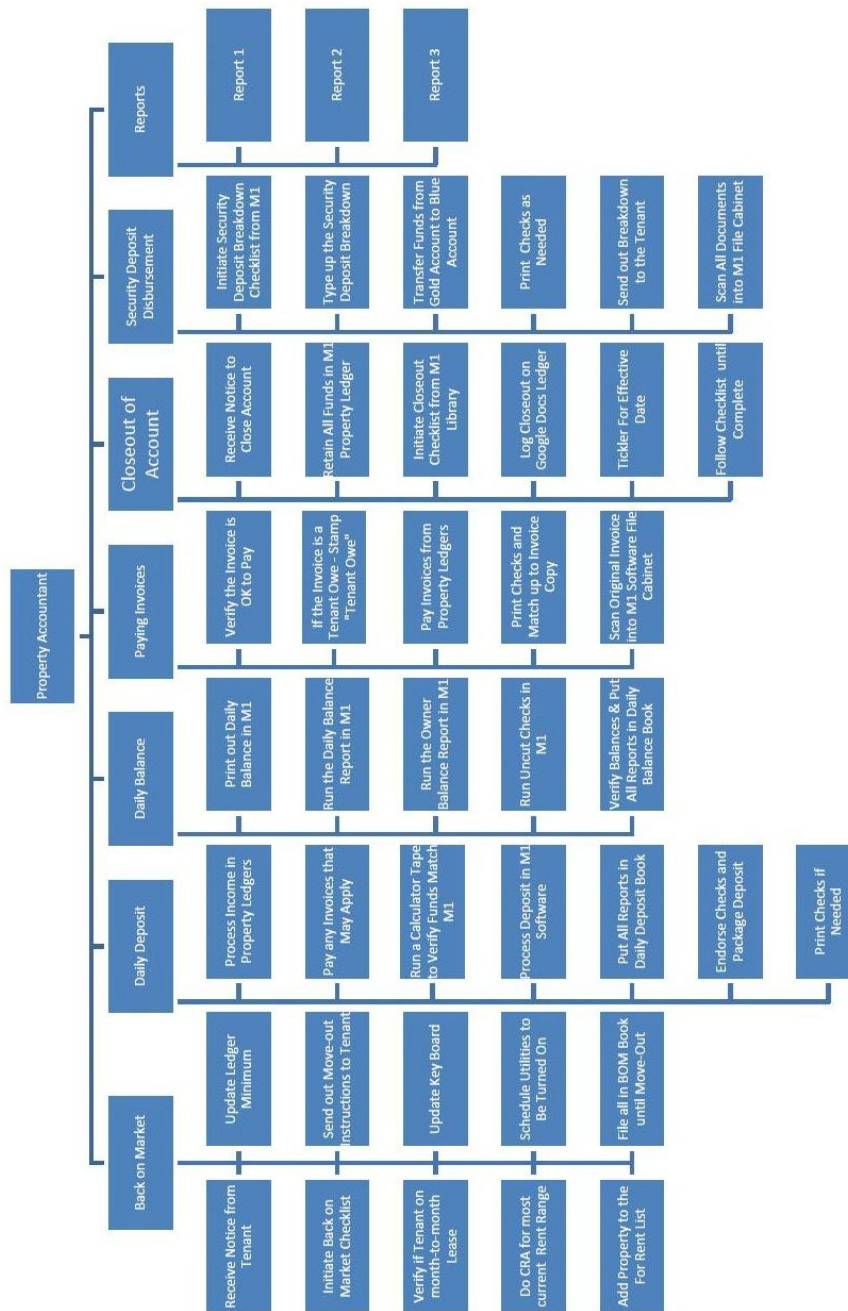 Property Accountant
Back on Market
Receive Notice from
Tenant
Update Ledger
Minimum
Initiate Back on
Market Checklist
Send out Move-out
Instructions to Tenant
Verify if Tenant on
month-to-month
Lease
Update Key Board
Do CRA for most
current Rent Range
Schedule Utilities to
Be Turned On
Add Property to the
For Rent List
File all in BOM Book
until Move-Out
Daily Deposit
Process Income in
Property Ledgers
Pay any Invoices that
May Apply
Run a Calculator Tape
to Verify Funds Match
M1
Process Deposit in M1
Software
Put All Reports in
Daily Deposit Book
Endorse Checks and
Package Deposit
Print Checks if
Needed
Daily Balance
Print out Daily
Balance in M1
Run the Daily Balance
Report in M1
Run the Owner
Balance Report in M1
Run Uncut Checks in
M1
Verify Balances & Put
All Reports in Daily
Balance Book
Paying Invoices
Verify the Invoice is
OK to Pay
If the Invoice is a
Tenant Owe - Stamp
"Tenant Owe"
Pay Invoices from
Property Ledgers
Print Checks and
Match up to Invoice
Copy
Scan Original Invoice
into M1 Software File
Cabinet
Closeout of
Account
Receive Notice to
Close Account
Retain All Funds in M1
Property Ledger
Initiate Closeout
Checklist from M1
Library
Log Closeout on
Google Docs Ledger
Tickler For Effective
Date
Follow Checklist until
Complete
Security Deposit
Disbursement
Initiate Security
Deposit Breakdown
Checklist from M1
Type up the Security
Deposit Breakdown
Transfer Funds from
Gold Account to Blue
Account
Print Checks as
Needed
Send out Breakdown
to the Tenant
Scan All Documents
into M1 File Cabinet
Reports
Report 1
Report 2
Report 3